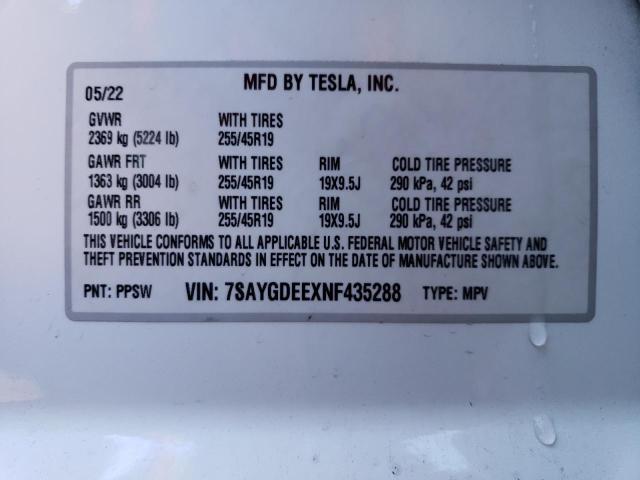 MFD BY TESLA, INC.
05/22
GVWR WITH TIRES
2369 kg (5224 lb) 255/45R19
GAWR FRT WITH TIRES RIM COLD TIRE PRESSURE
1363 kg (3004 lb) 255/45R19 19X9.5J 290 kPa, 42 psi
GAWR RR WITH TIRES RIM COLD TIRE PRESSURE
1500 kg (3306 lb) 255/45R19 19X9.5J 290 kPa, 42 psi
THIS VEHICLE CONFORMS TO ALL APPLICABLE U.S. FEDERAL MOTOR VEHICLE SAFETY AND
THEFT PREVENTION STANDARDS IN EFFECT ON THE DATE OF MANUFACTURE SHOWN ABOVE.
PNT: PPSW VIN: 7SAYGDEEXNF435288 TYPE: MPV